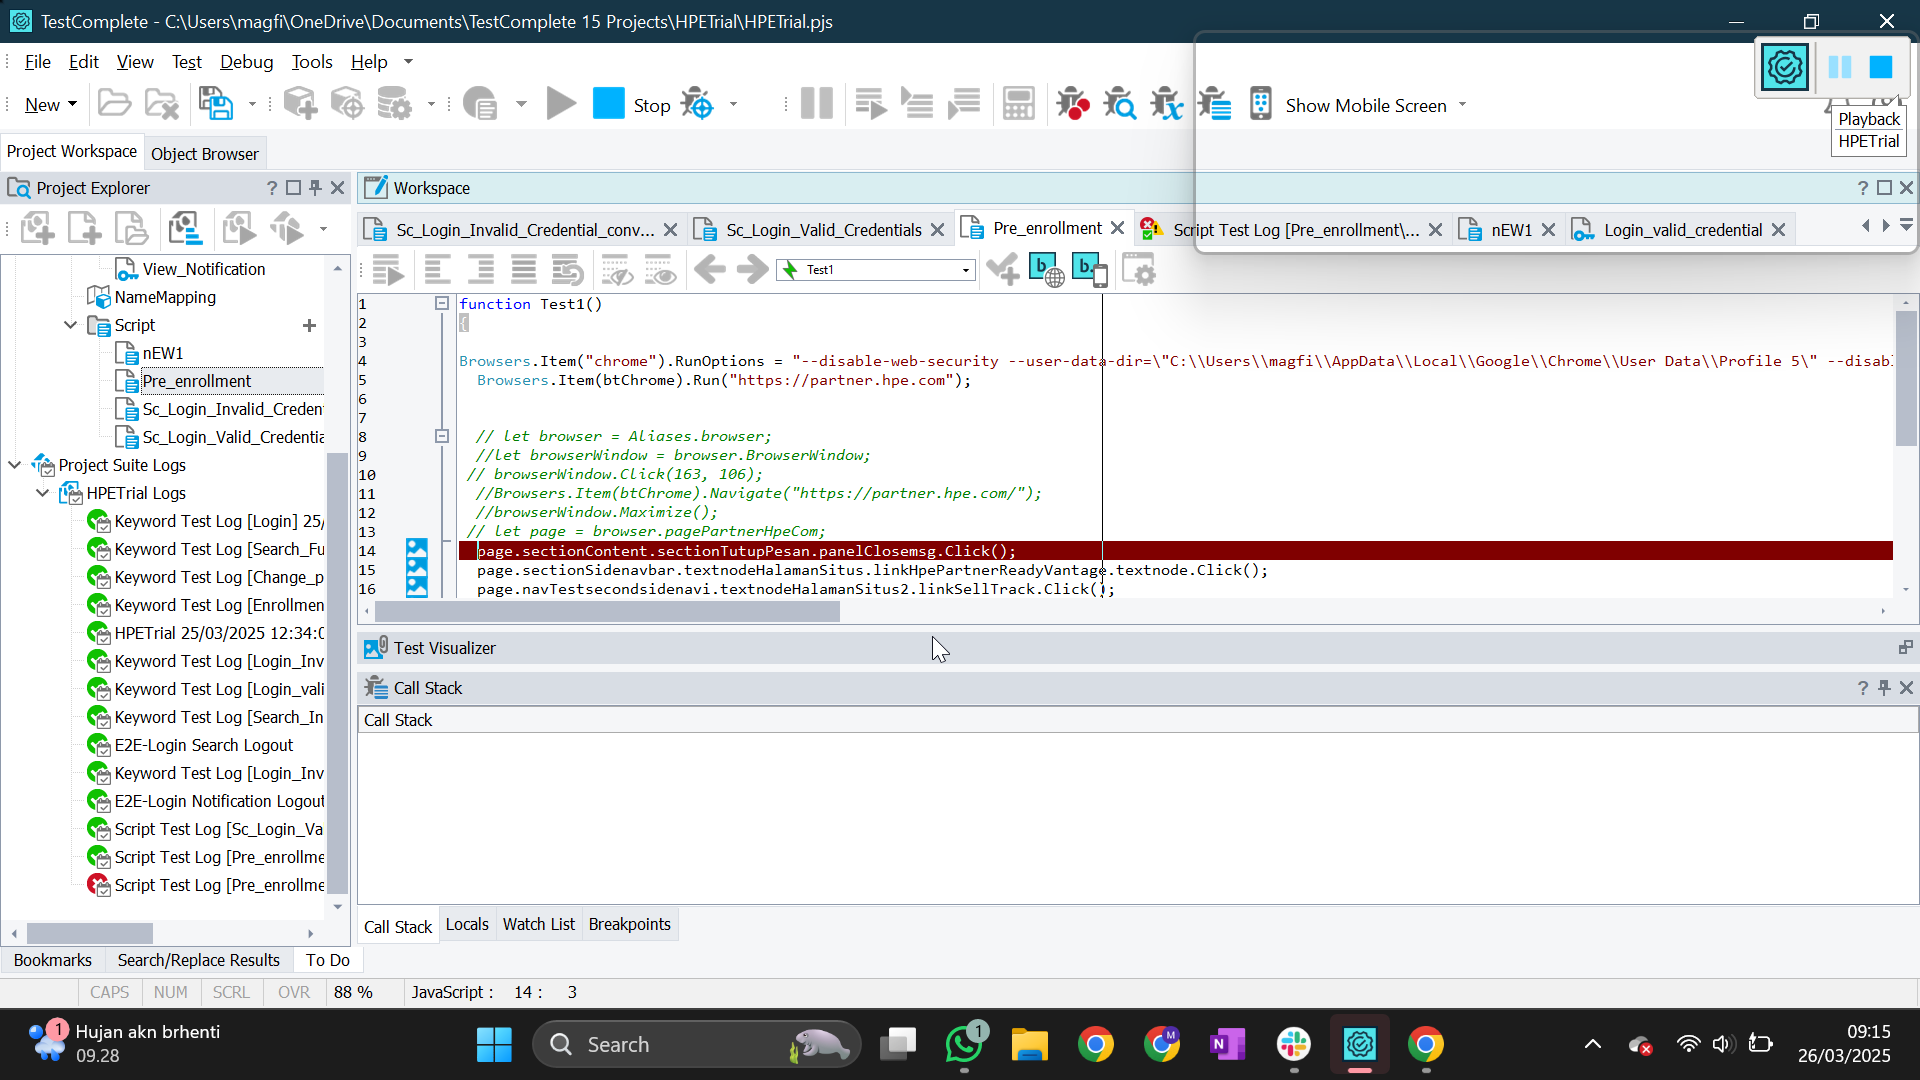 TestComplete - C:\Users\magfi\OneDrive\Documents\TestComplete 15 Projects\HPETrial\HPETrial.pjs
File Edit View Test Debug Tools Help
New Stop Show Mobile Screen
Playback
HPETrial
Project Workspace Object Browser
Project Explorer
Workspace
Sc_Login_Invalid_Credential_conv... Sc_Login_Valid_Credentials Pre_enrollment Script Test Log [Pre_enrollment\... nEW1 Login_valid_credential
Test1
View_Notification
NameMapping
Script
nEW1
Pre_enrollment
Sc_Login_Invalid_Creden
Sc_Login_Valid_Credentia
Project Suite Logs
HPETrial Logs
Keyword Test Log [Login] 25/
Keyword Test Log [Search_Fu
Keyword Test Log [Change_p
Keyword Test Log [Enrollmen
HPETrial 25/03/2025 12:34:0
Keyword Test Log [Login_Inv
Keyword Test Log [Login_vali
Keyword Test Log [Search_In
E2E-Login Search Logout
Keyword Test Log [Login_Inv
E2E-Login Notification Logout
Script Test Log [Sc_Login_Va
Script Test Log [Pre_enrollme
Script Test Log [Pre_enrollme
1 function Test1()
2 {
3
4 Browsers.Item("chrome").RunOptions = "--disable-web-security --user-data-dir=\"C:\\Users\\magfi\\AppData\\Local\\Google\\Chrome\\User Data\\Profile 5\" --disabl
5 Browsers.Item(btChrome).Run("https://partner.hpe.com");
6
7
8 // let browser = Aliases.browser;
9 //let browserWindow = browser.BrowserWindow;
10 // browserWindow.Click(163, 106);
11 //Browsers.Item(btChrome).Navigate("https://partner.hpe.com/");
12 //browserWindow.Maximize();
13 // let page = browser.pagePartnerHpeCom;
14 page.sectionContent.sectionTutupPesan.panelClosemsg.Click();
15 page.sectionSidenavbar.textnodeHalamanSitus.linkHpePartnerReadyVantage.textnode.Click();
16 page.navTestsecondsidenavi.textnodeHalamanSitus2.linkSellTrack.Click();
Test Visualizer
Call Stack
Call Stack
Call Stack Locals Watch List Breakpoints
Bookmarks Search/Replace Results To Do
CAPS NUM SCRL OVR 88 % JavaScript : 14 : 3
1
Hujan akn brhenti
09.28
Search
1
M
N
09:15
26/03/2025